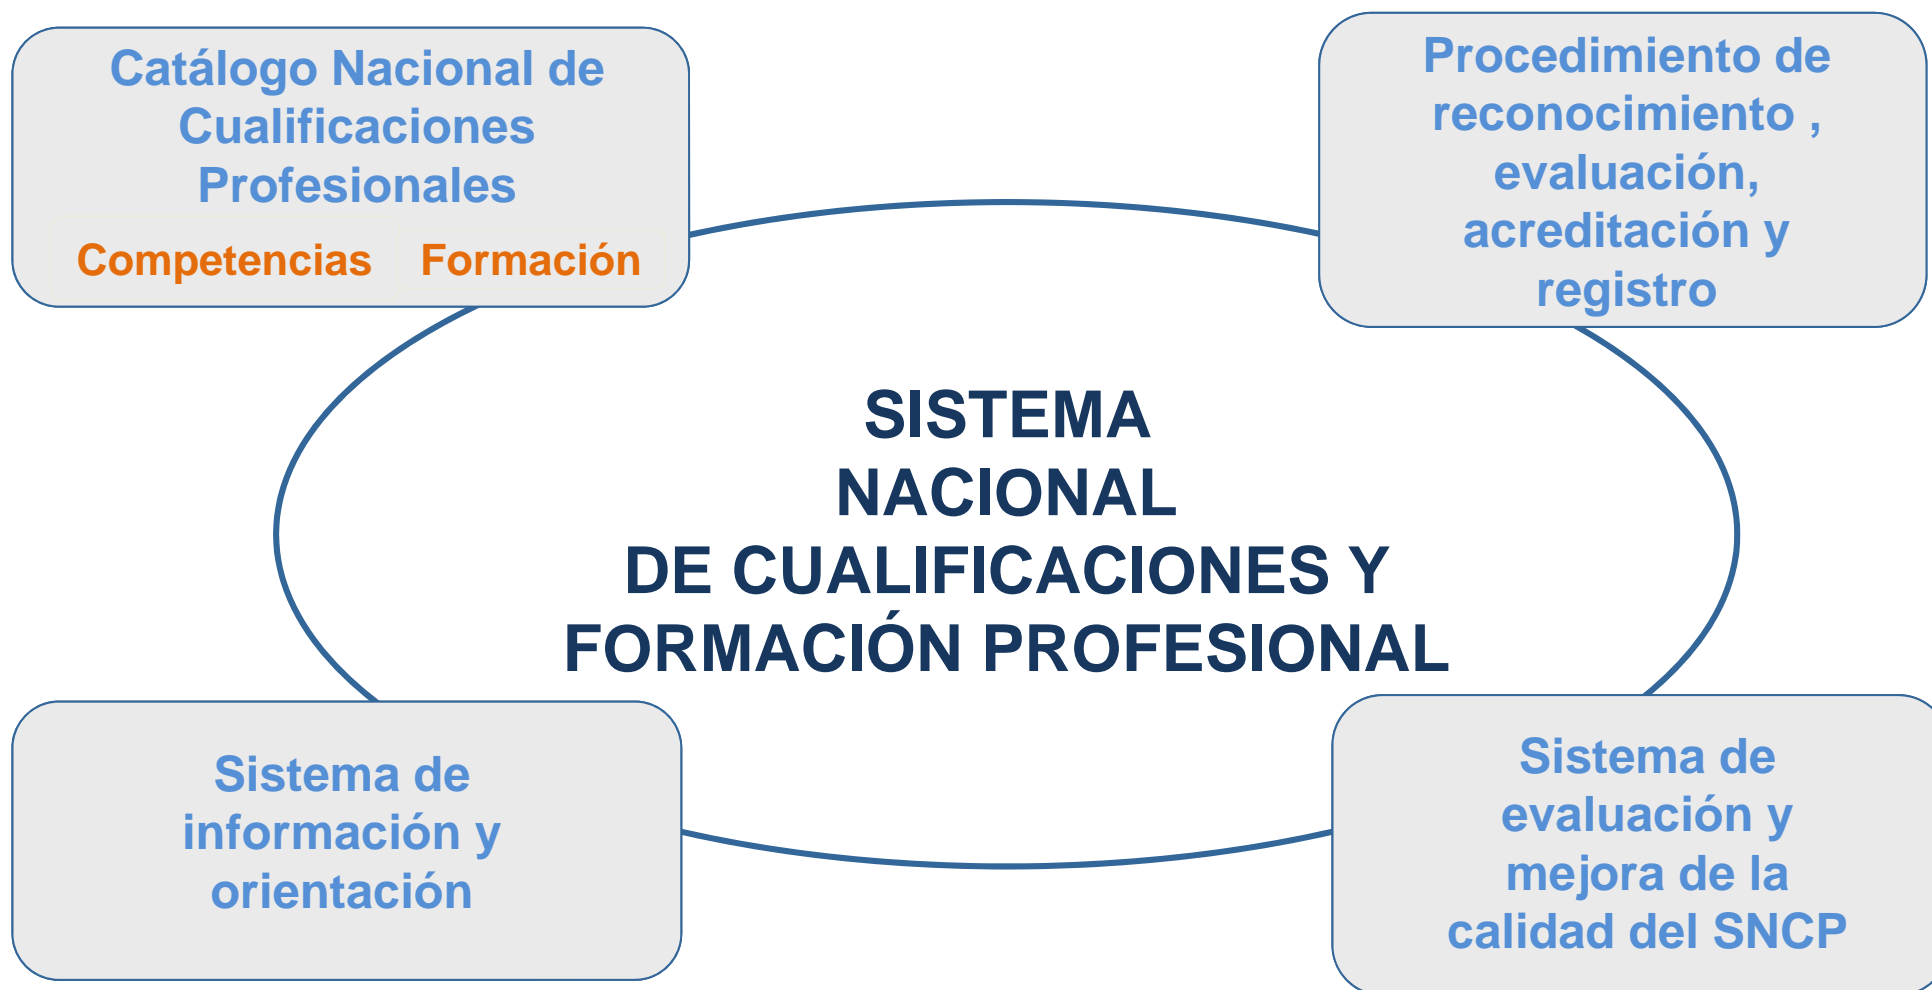 Catálogo Nacional de
Cualificaciones
Profesionales
Competencias Formación
Procedimiento de
reconocimiento ,
evaluación,
acreditación y
registro
SISTEMA
NACIONAL
DE CUALIFICACIONES Y
FORMACIÓN PROFESIONAL
Sistema de
información y
orientación
Sistema de
evaluación y
mejora de la
calidad del SNCP